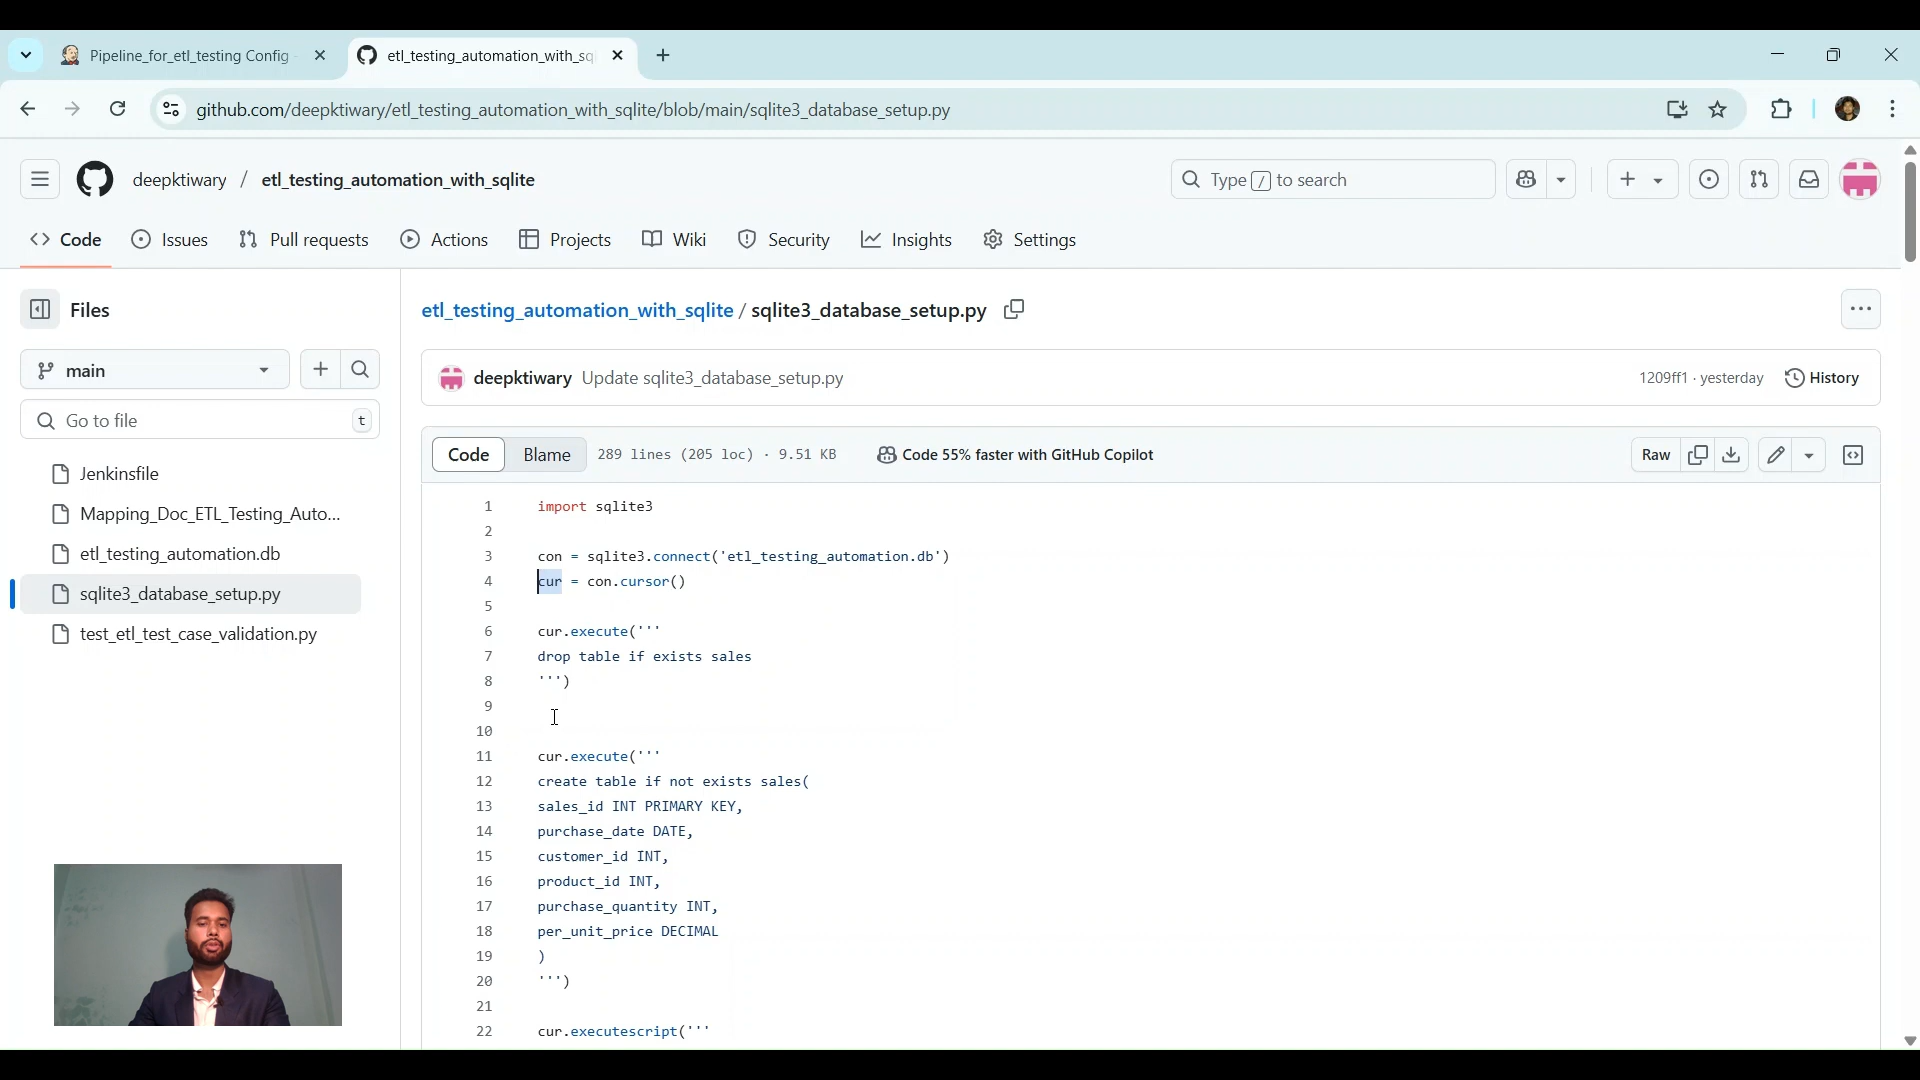 Pipeline_for_etl_testing Config
etl_testing_automation_with_sq
github.com/deepktiwary/etl_testing_automation_with_sqlite/blob/main/sqlite3_database_setup.py
deepktiwary / etl_testing_automation_with_sqlite
Type / to search
Code
Issues
Pull requests
Actions
Projects
Wiki
Security
Insights
Settings
Files
main
Go to file
t
Jenkinsfile
Mapping_Doc_ETL_Testing_Auto...
etl_testing_automation.db
sqlite3_database_setup.py
test_etl_test_case_validation.py
etl_testing_automation_with_sqlite / sqlite3_database_setup.py
deepktiwary Update sqlite3_database_setup.py
1209ff1 · yesterday
History
Code
Blame
289 lines (205 loc) · 9.51 KB
Code 55% faster with GitHub Copilot
Raw
1 import sqlite3
2
3 con = sqlite3.connect('etl_testing_automation.db')
4 cur = con.cursor()
5
6 cur.execute('''
7 drop table if exists sales
8 ''')
9
10
11 cur.execute('''
12 create table if not exists sales(
13 sales_id INT PRIMARY KEY,
14 purchase_date DATE,
15 customer_id INT,
16 product_id INT,
17 purchase_quantity INT,
18 per_unit_price DECIMAL
19 )
20 ''')
21
22 cur.executescript('''